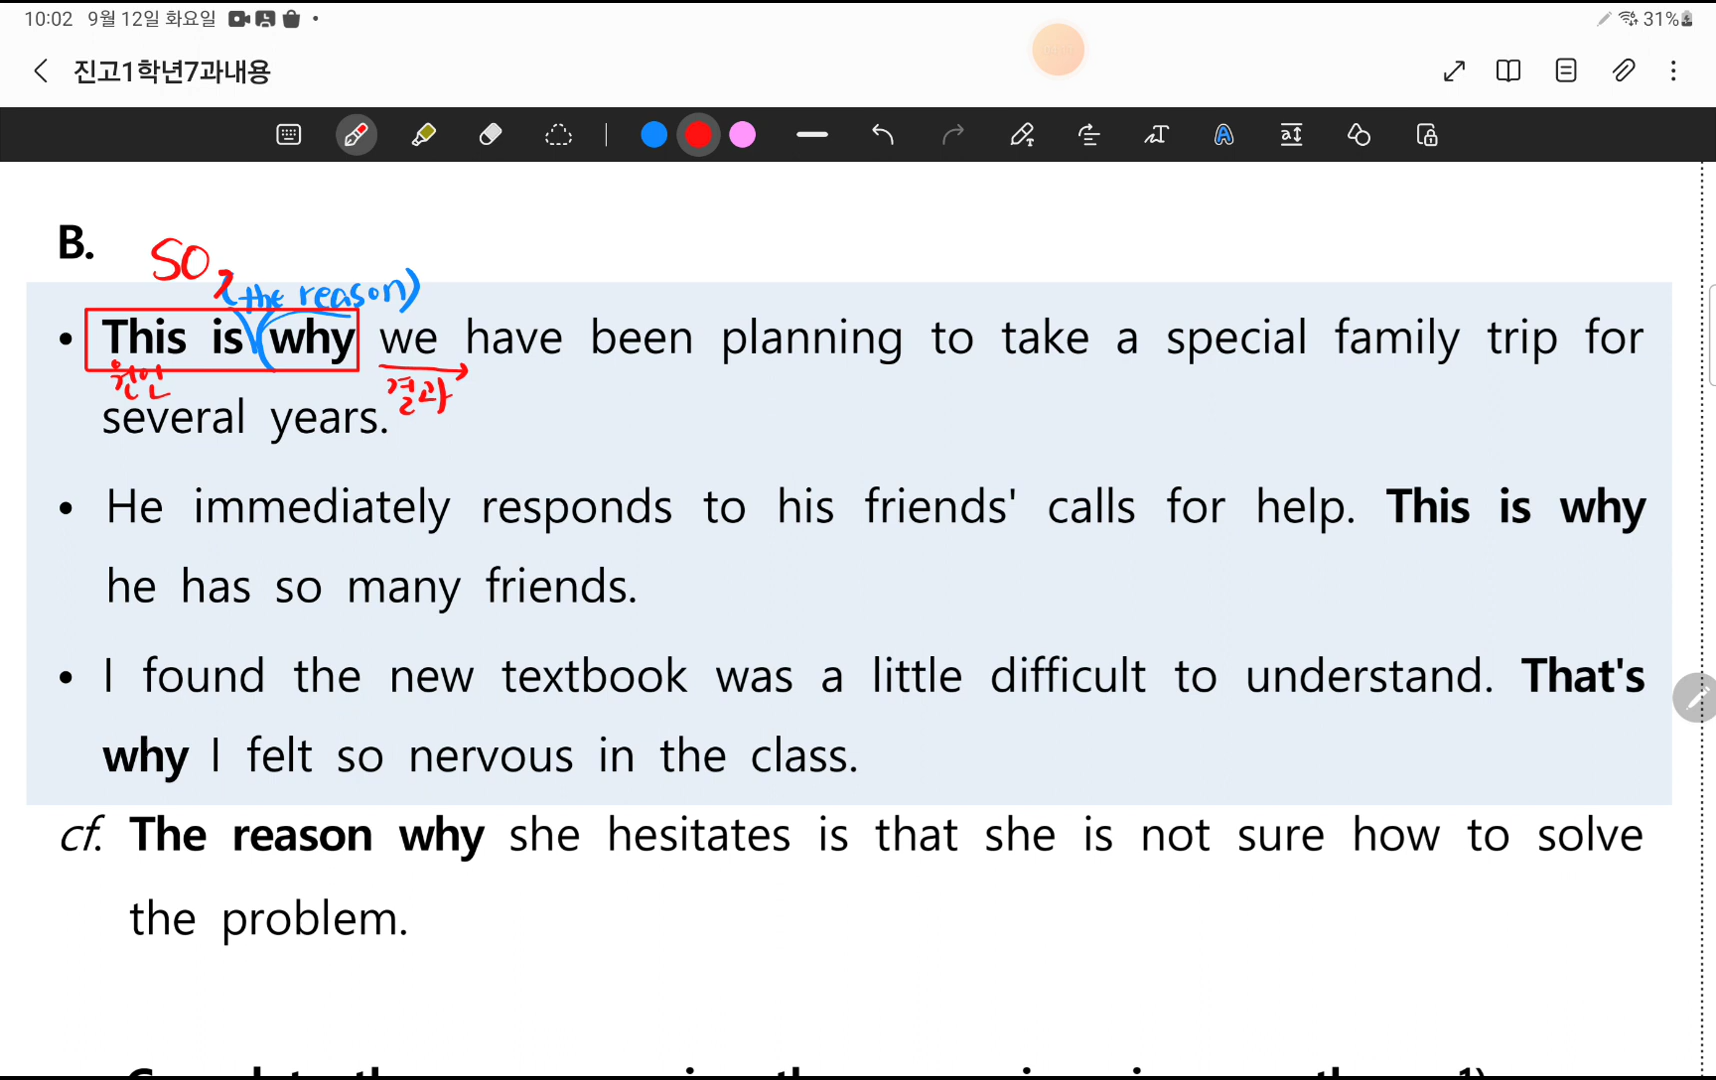 10:02 9월 12일 화요일
31%
진고1학년7과내용
B.
so,
(the reason)
• This is why we have been planning to take a special family trip for
원인
결과
several years.
• He immediately responds to his friends' calls for help. This is why
he has so many friends.
• I found the new textbook was a little difficult to understand. That's
why I felt so nervous in the class.
cf. The reason why she hesitates is that she is not sure how to solve
the problem.